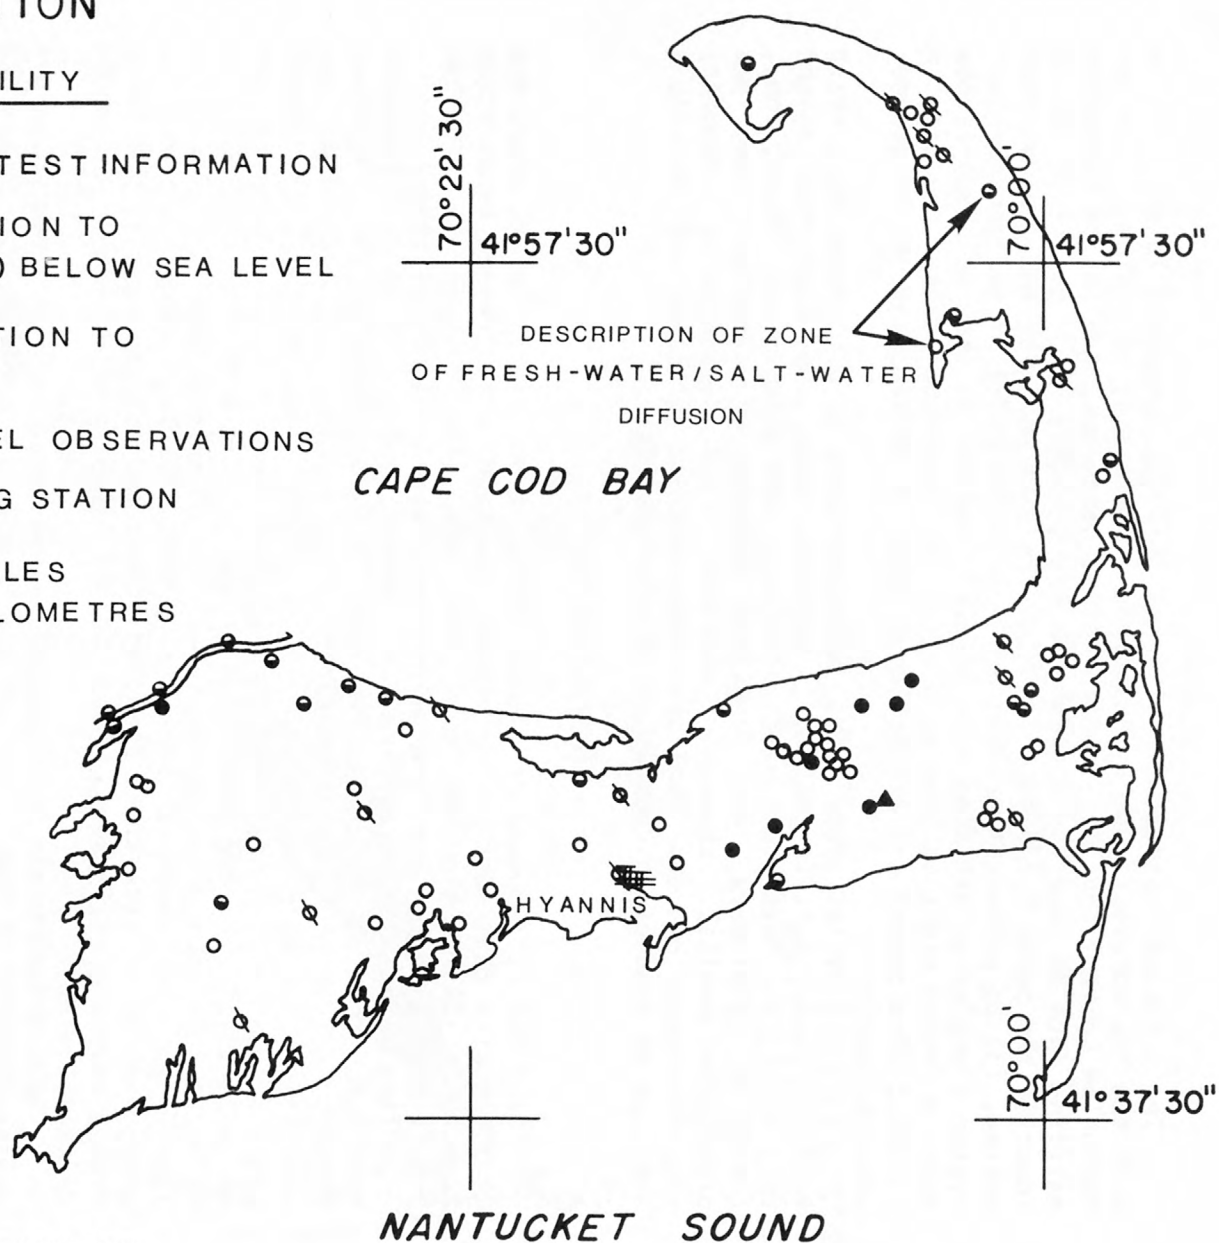 TION
ILITY
TEST INFORMATION
ION TO
) BELOW SEA LEVEL
TION TO
EL OBSERVATIONS
G STATION
LES
LOMETRES
70°22'30"
41°57'30"
70°00'
41°57'30"
DESCRIPTION OF ZONE
OF FRESH-WATER/SALT-WATER
DIFFUSION
CAPE COD BAY
HYANNIS
70°00'
41°37'30"
NANTUCKET SOUND